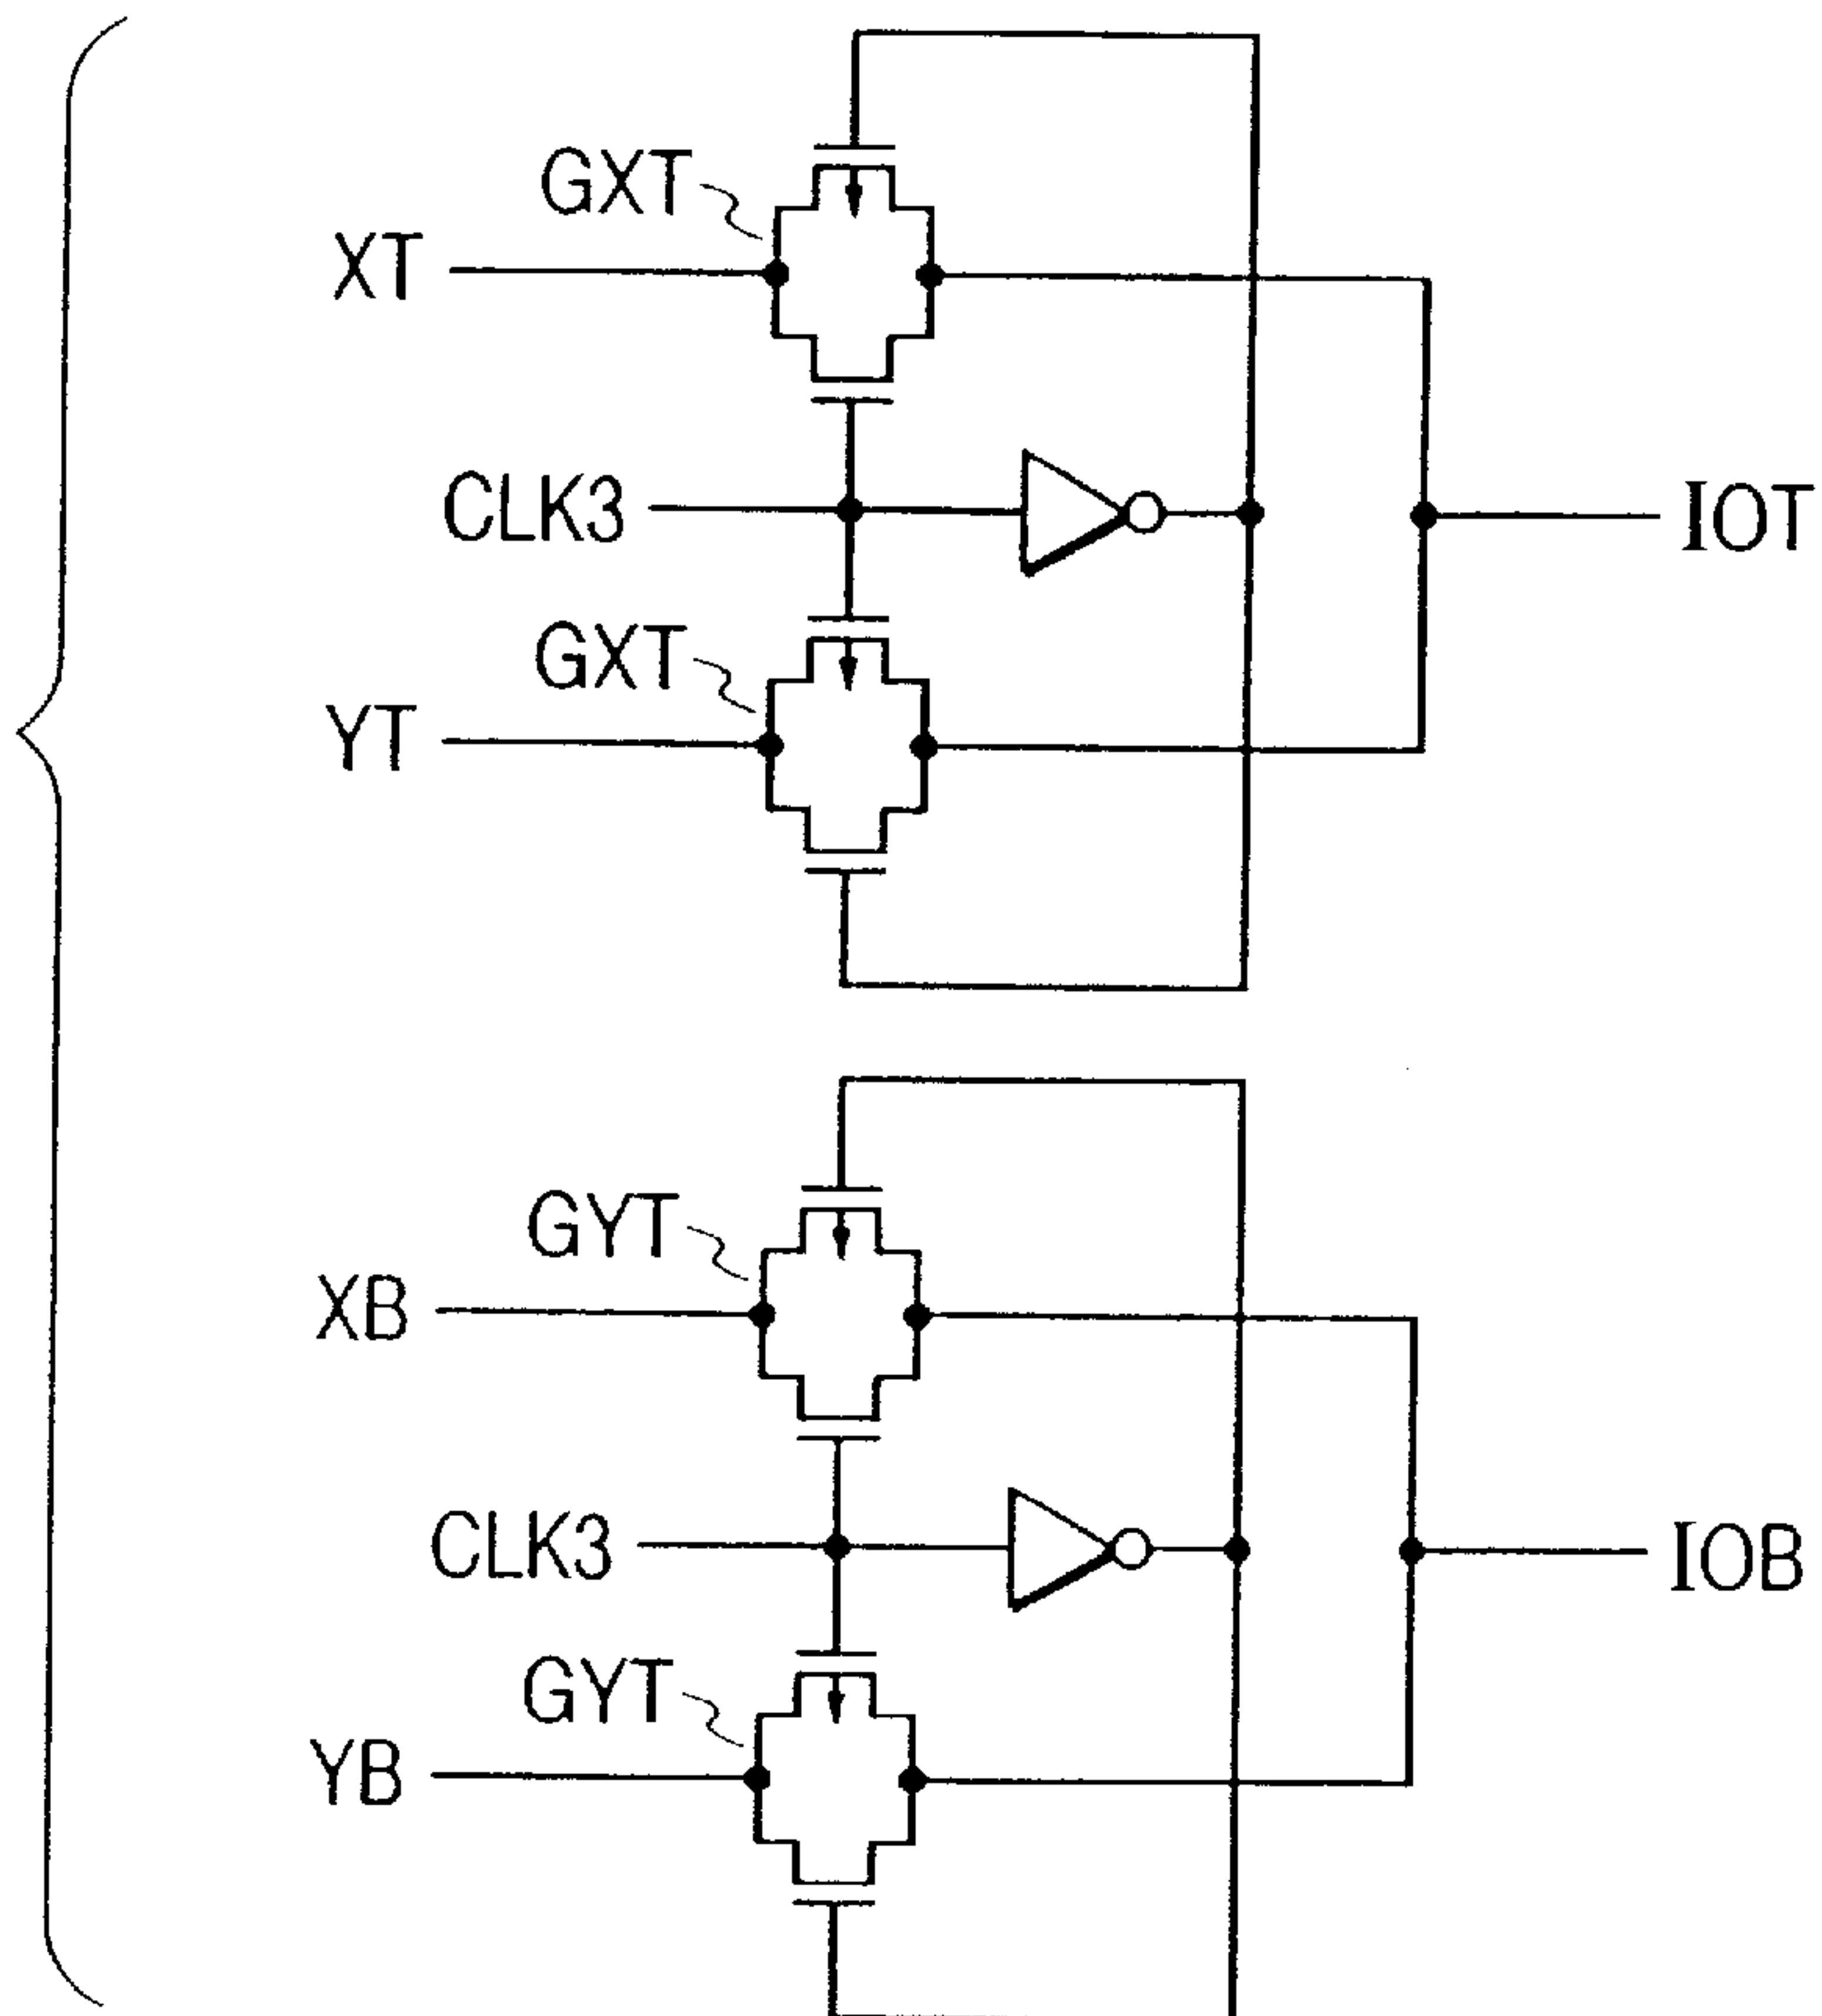 GXT
XT
CLK3
IOT
GXT
YT
GYT
XB
CLK3
IOB
GYT
YB